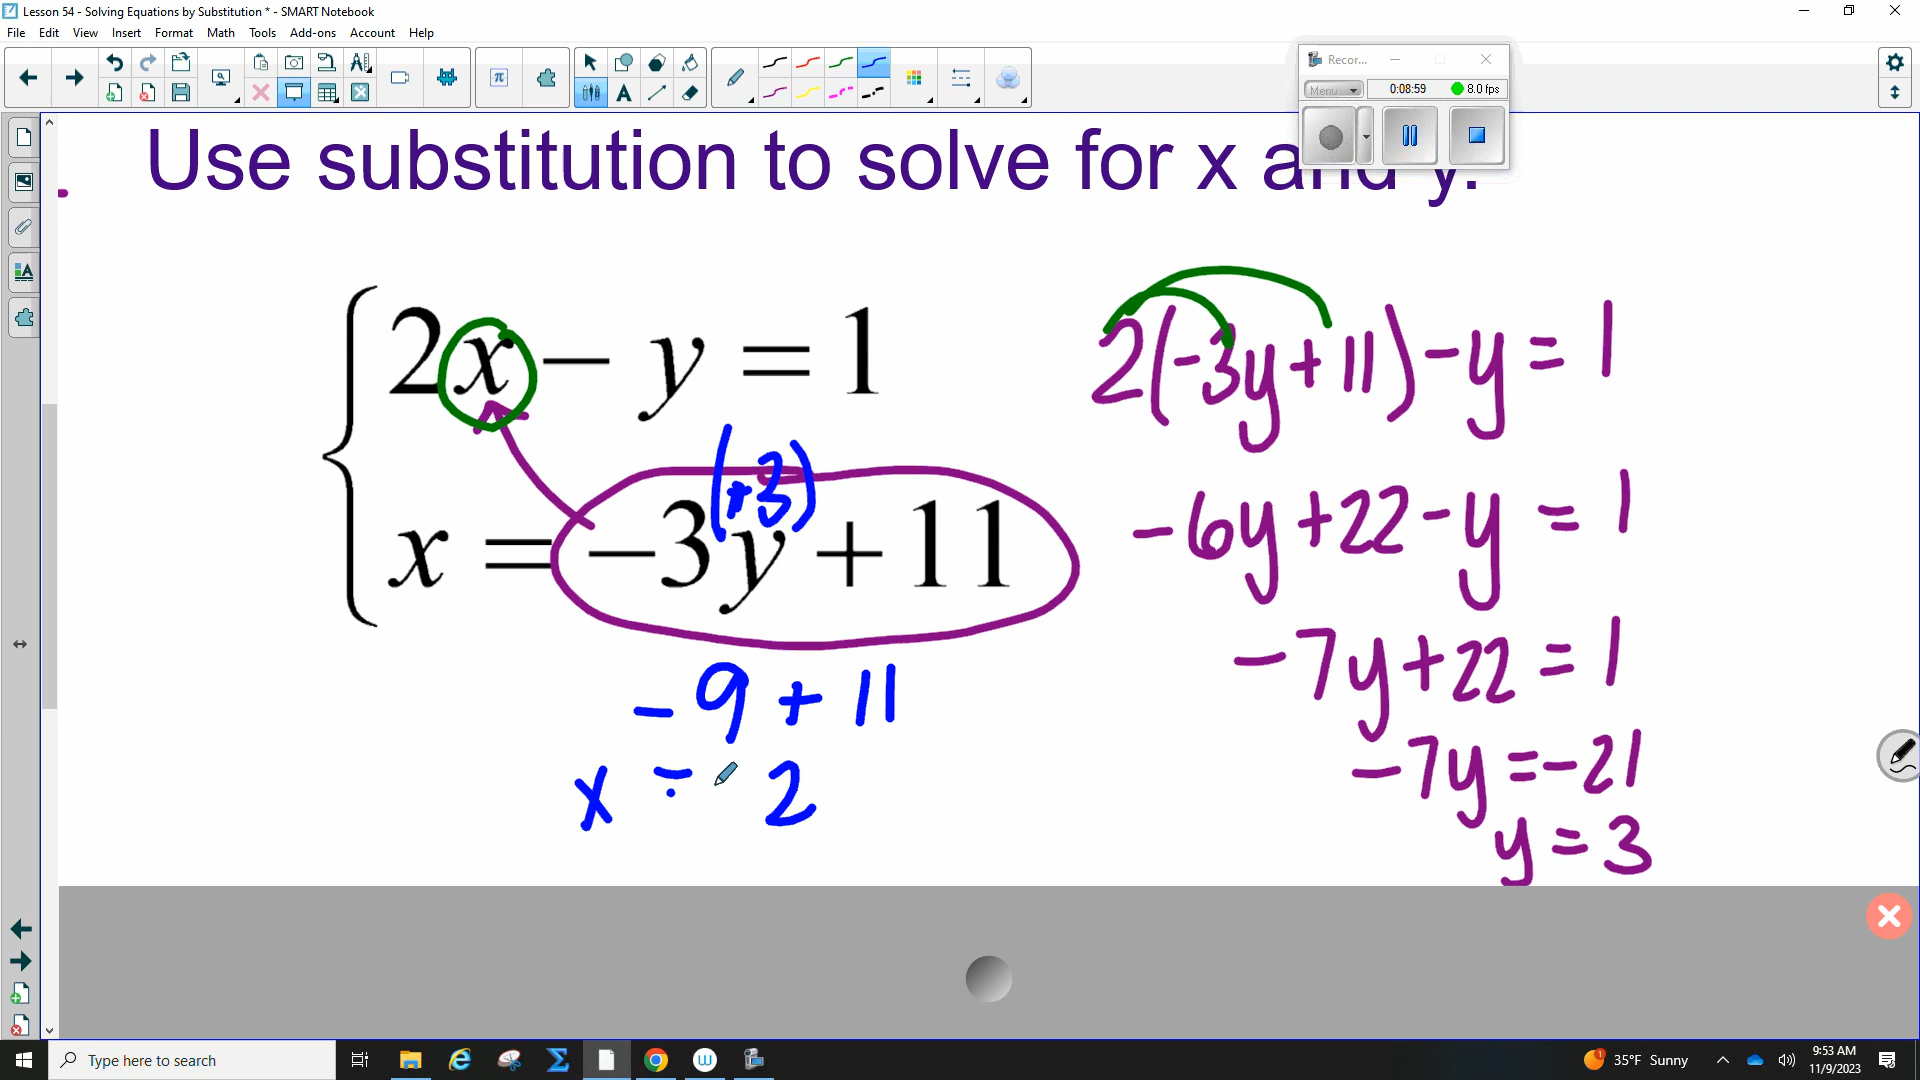 Lesson 54 - Solving Equations by Substitution * - SMART Notebook
File Edit View Insert Format Math Tools Add-ons Account Help
Recor...
Menu 0:08:59 8.0 fps
Use substitution to solve for x and y.
2x - y = 1
x = -3y + 11
(+3)
-9 + 11
x = 2
2(-3y+11)-y = 1
-6y+22-y = 1
-7y+22 = 1
-7y=-21
y=3
Type here to search
35°F Sunny
9:53 AM
11/9/2023